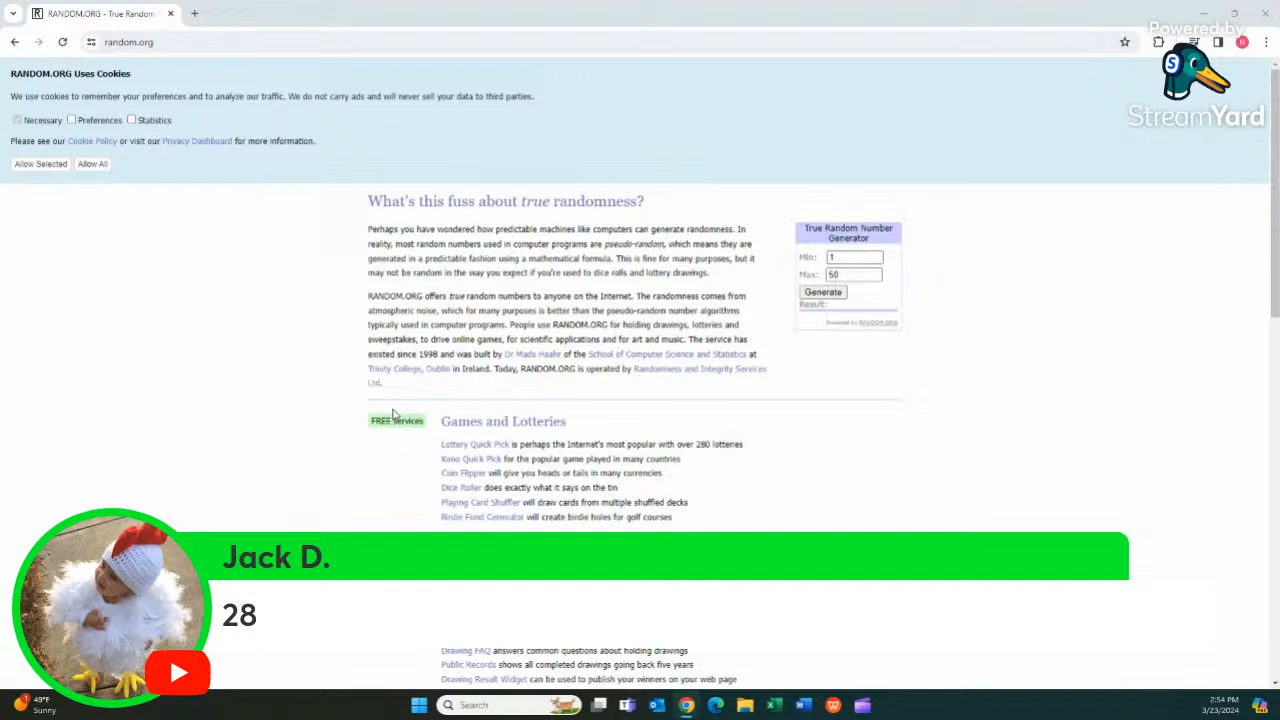 RANDOM.ORG - True Random
random.org
Powered by
StreamYard
RANDOM.ORG Uses Cookies
We use cookies to remember your preferences and to analyze our traffic. We do not carry ads and will never sell your data to third parties.
Necessary Preferences Statistics
Please see our Cookie Policy or visit our Privacy Dashboard for more information.
Allow Selected Allow All
What's this fuss about true randomness?
Perhaps you have wondered how predictable machines like computers can generate randomness. In
reality, most random numbers used in computer programs are pseudo-random, which means they are
generated in a predictable fashion using a mathematical formula. This is fine for many purposes, but it
may not be random in the way you expect if you're used to dice rolls and lottery drawings.
RANDOM.ORG offers true random numbers to anyone on the Internet. The randomness comes from
atmospheric noise, which for many purposes is better than the pseudo-random number algorithms
typically used in computer programs. People use RANDOM.ORG for holding drawings, lotteries and
sweepstakes, to drive online games, for scientific applications and for art and music. The service has
existed since 1998 and was built by Dr Mads Haahr of the School of Computer Science and Statistics at
Trinity College, Dublin in Ireland. Today, RANDOM.ORG is operated by Randomness and Integrity Services
Ltd.
True Random Number
Generator
Min: 1
Max: 50
Generate
Result:
Powered by RANDOM.ORG
FREE Services
Games and Lotteries
Lottery Quick Pick is perhaps the Internet's most popular with over 280 lotteries
Keno Quick Pick for the popular game played in many countries
Coin Flipper will give you heads or tails in many currencies
Dice Roller does exactly what it says on the tin
Playing Card Shuffler will draw cards from multiple shuffled decks
Birdie Fund Generator will create birdie holes for golf courses
Jack D.
28
Drawing FAQ answers common questions about holding drawings
Public Records shows all completed drawings going back five years
Drawing Result Widget can be used to publish your winners on your web page
49°F
Sunny
Search
2:54 PM
3/23/2024